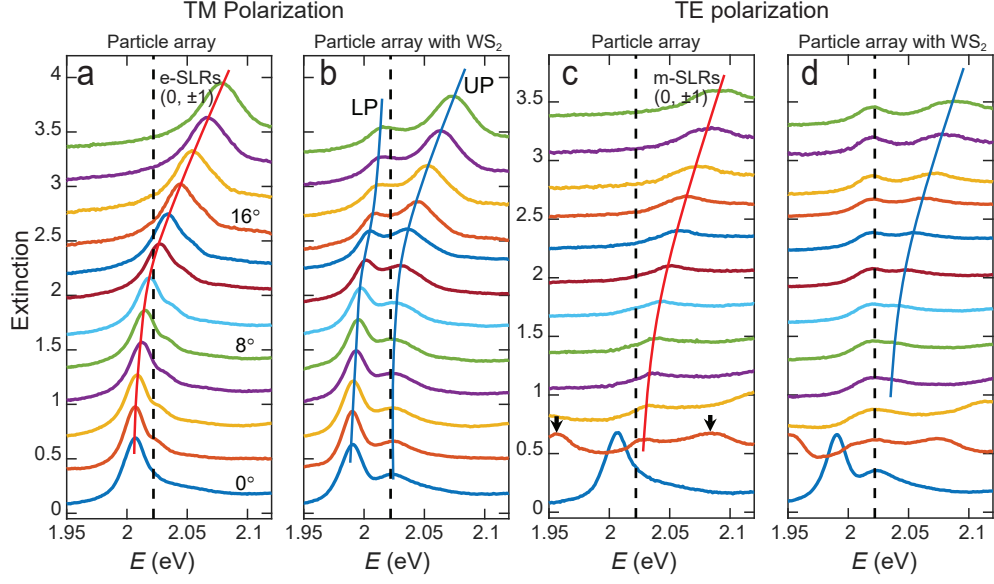 TM Polarization
TE polarization
Particle array
Particle array with WS₂
Particle array
Particle array with WS₂
a
b
c
d
e-SLRs
(0, ±1)
LP
UP
m-SLRs
(0, ±1)
16°
8°
0°
Extinction
4
3.5
3
2.5
2
1.5
1
0.5
0
3.5
3
2.5
2
1.5
1
0.5
0
1.95 2 2.05 2.1
1.95 2 2.05 2.1
1.95 2 2.05 2.1
1.95 2 2.05 2.1
E (eV)
E (eV)
E (eV)
E (eV)